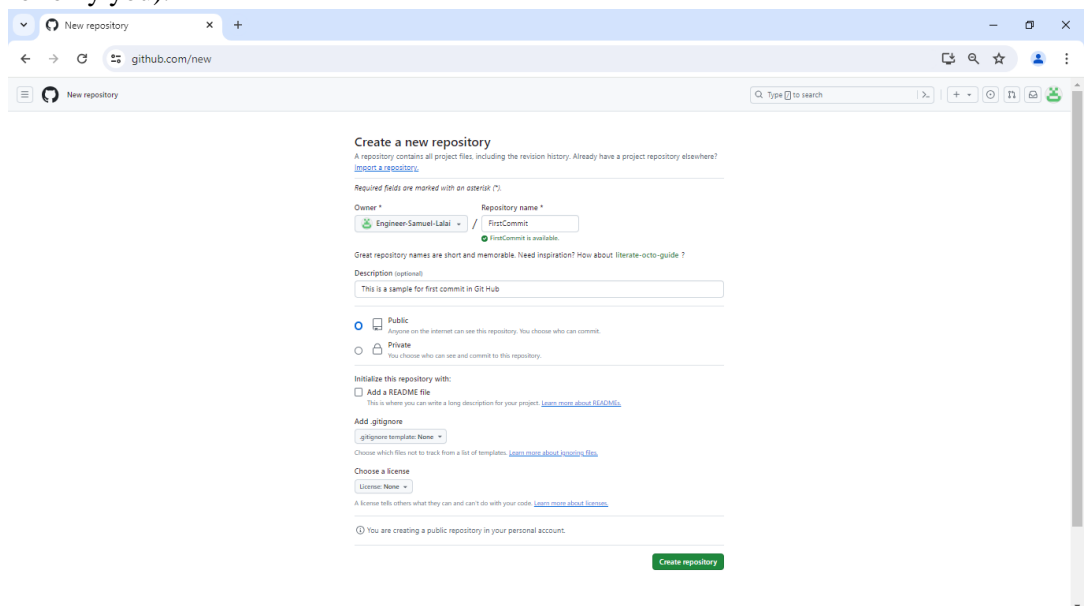 New repository
github.com/new
New repository
Type / to search
Create a new repository
A repository contains all project files, including the revision history. Already have a project repository elsewhere?
Import a repository.
Required fields are marked with an asterisk (*).
Owner * Repository name *
Engineer-Samuel-Lalai / FirstCommit
FirstCommit is available.
Great repository names are short and memorable. Need inspiration? How about literate-octo-guide ?
Description (optional)
This is a sample for first commit in Git Hub
Public
Anyone on the internet can see this repository. You choose who can commit.
Private
You choose who can see and commit to this repository.
Initialize this repository with:
Add a README file
This is where you can write a long description for your project. Learn more about READMEs.
Add .gitignore
.gitignore template: None
Choose which files not to track from a list of templates. Learn more about ignoring files.
Choose a license
License: None
A license tells others what they can and can't do with your code. Learn more about licenses.
You are creating a public repository in your personal account.
Create repository